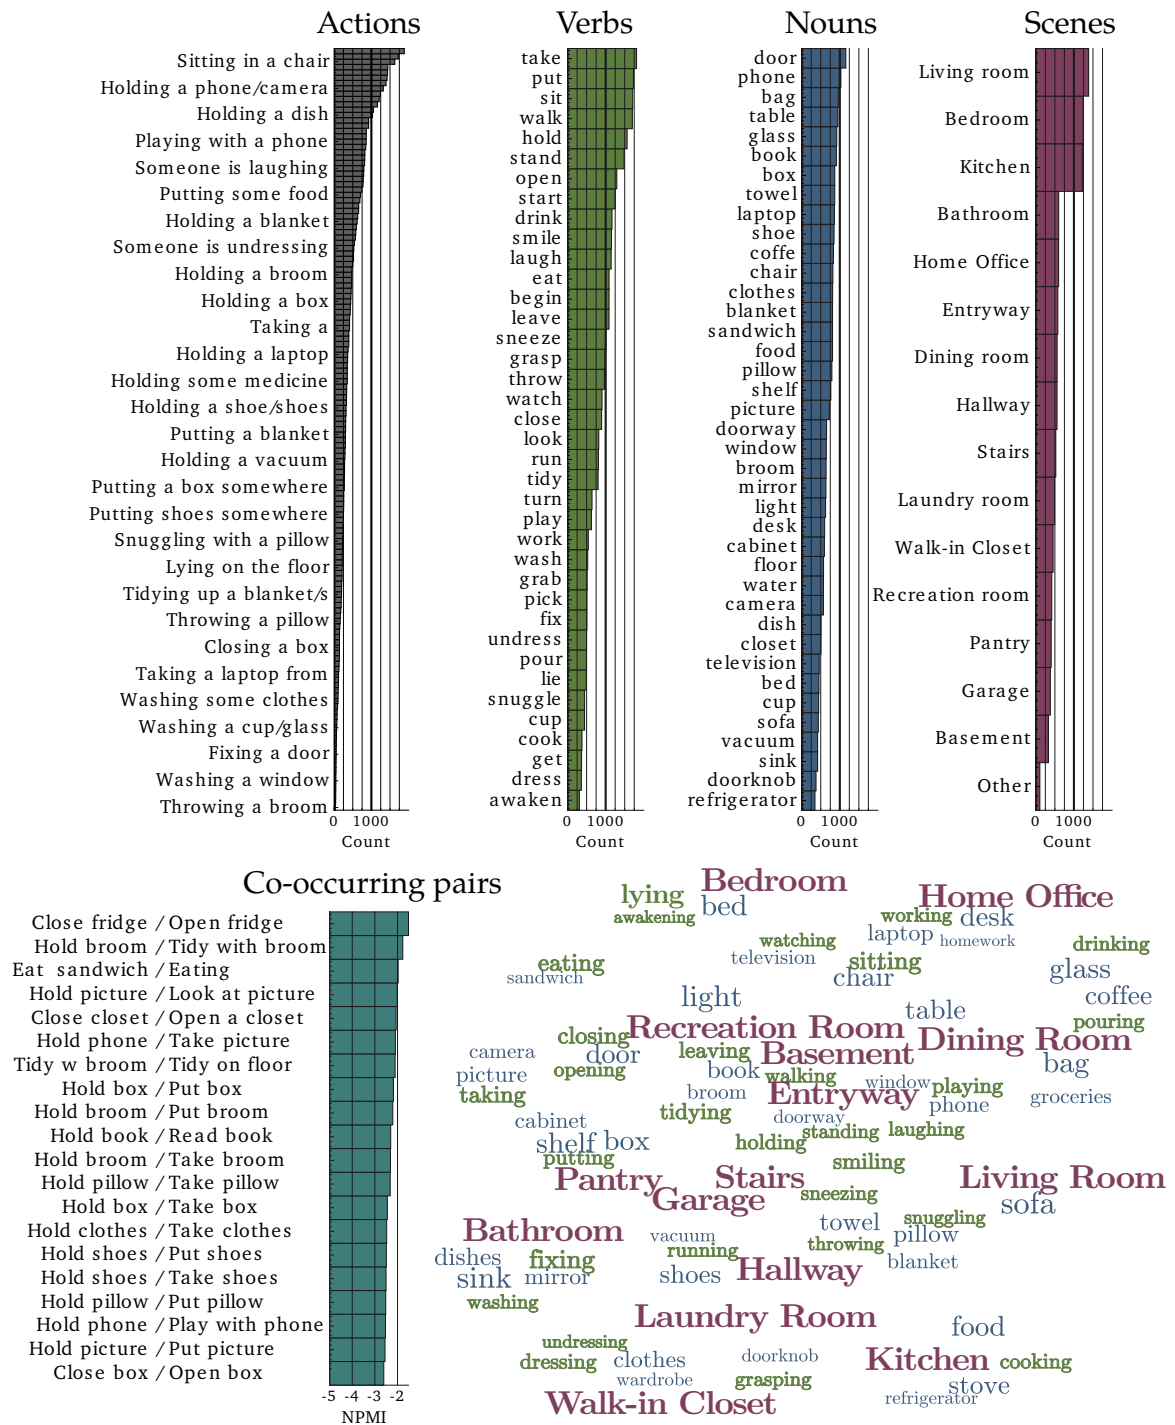 Actions
Sitting in a chair
Holding a phone/camera
Holding a dish
Playing with a phone
Someone is laughing
Putting some food
Holding a blanket
Someone is undressing
Holding a broom
Holding a box
Taking a
Holding a laptop
Holding some medicine
Holding a shoe/shoes
Putting a blanket
Holding a vacuum
Putting a box somewhere
Putting shoes somewhere
Snuggling with a pillow
Lying on the floor
Tidying up a blanket/s
Throwing a pillow
Closing a box
Taking a laptop from
Washing some clothes
Washing a cup/glass
Fixing a door
Washing a window
Throwing a broom
0 1000
Count
Verbs
take
put
sit
walk
hold
stand
open
start
drink
smile
laugh
eat
begin
leave
sneeze
grasp
throw
watch
close
look
run
tidy
turn
play
work
wash
grab
pick
fix
undress
pour
lie
snuggle
cup
cook
get
dress
awaken
0 1000
Count
Nouns
door
phone
bag
table
glass
book
box
towel
laptop
shoe
coffe
chair
clothes
blanket
sandwich
food
pillow
shelf
picture
doorway
window
broom
mirror
light
desk
cabinet
floor
water
camera
dish
closet
television
bed
cup
sofa
vacuum
sink
doorknob
refrigerator
0 1000
Count
Scenes
Living room
Bedroom
Kitchen
Bathroom
Home Office
Entryway
Dining room
Hallway
Stairs
Laundry room
Walk-in Closet
Recreation room
Pantry
Garage
Basement
Other
0 1000
Count
Co-occurring pairs
Close fridge / Open fridge
Hold broom / Tidy with broom
Eat sandwich / Eating
Hold picture / Look at picture
Close closet / Open a closet
Hold phone / Take picture
Tidy w broom / Tidy on floor
Hold box / Put box
Hold broom / Put broom
Hold book / Read book
Hold broom / Take broom
Hold pillow / Take pillow
Hold box / Take box
Hold clothes / Take clothes
Hold shoes / Put shoes
Hold shoes / Take shoes
Hold pillow / Put pillow
Hold phone / Play with phone
Hold picture / Put picture
Close box / Open box
-5 -4 -3 -2
NPMI
Bedroom
lying
bed
Home Office
awakening
working desk
laptop homework
watching
drinking
television
eating
sitting
sandwich
chair
glass
light
coffee
table
pouring
Recreation Room
closing
Dining Room
camera
door
leaving
Basement
bag
picture
opening
book
walking
window
playing
taking
broom
Entryway
phone
groceries
tidying
doorway
cabinet
standing
laughing
shelf box
holding
putting
smiling
Pantry
Stairs
Living Room
Garage
sneezing
sofa
Bathroom
towel
snuggling
vacuum
pillow
dishes
fixing
running
throwing
blanket
sink
mirror
shoes
Hallway
washing
Laundry Room
food
undressing
dressing
clothes
doorknob
Kitchen
cooking
wardrobe
grasping
stove
Walk-in Closet
refrigerator